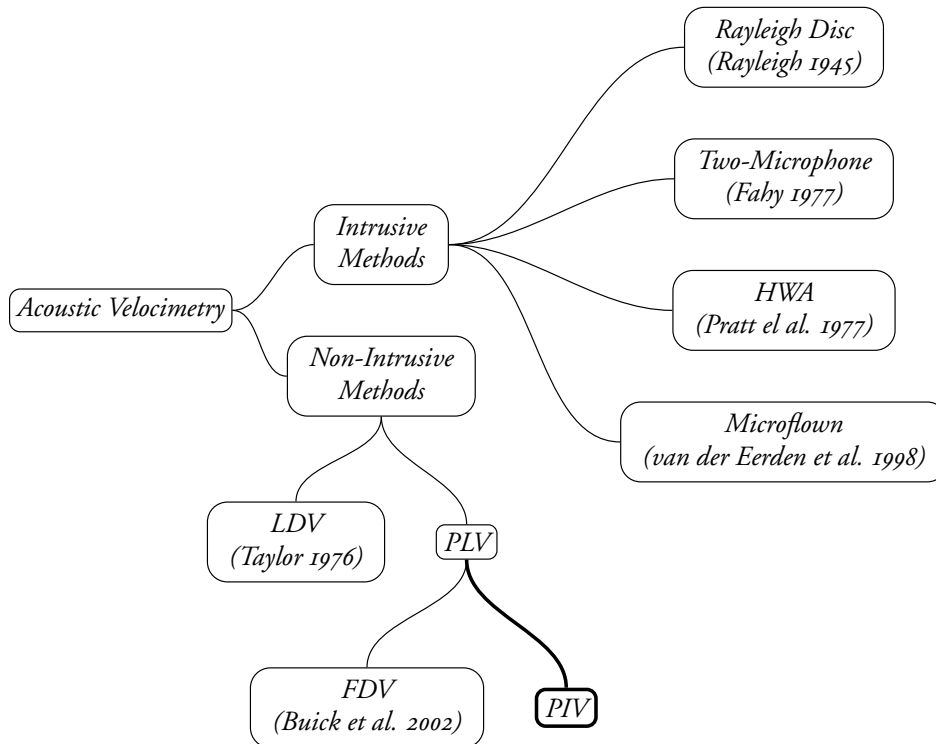 Rayleigh Disc
(Rayleigh 1945)
Two-Microphone
(Fahy 1977)
Intrusive
Methods
HWA
(Pratt el al. 1977)
Acoustic Velocimetry
Non-Intrusive
Methods
Microflown
(van der Eerden et al. 1998)
LDV
(Taylor 1976)
PLV
FDV
(Buick et al. 2002)
PIV